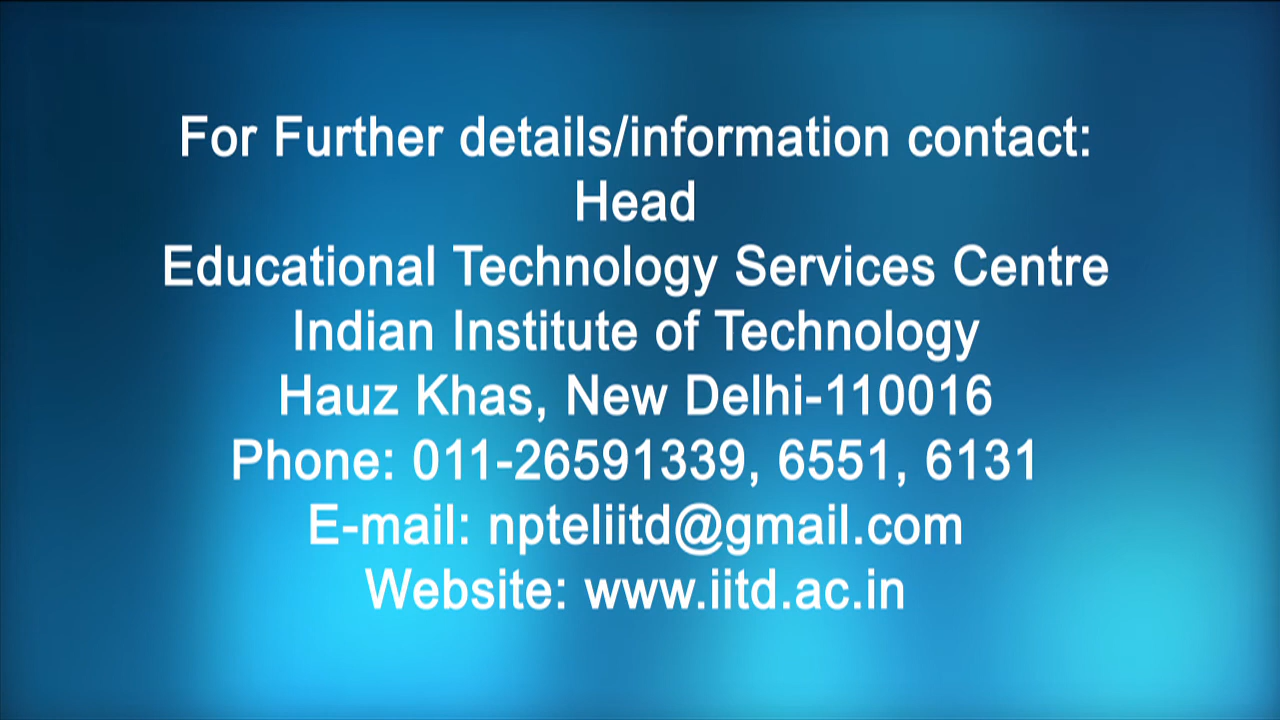 For Further details/information contact:
Head
Educational Technology Services Centre
Indian Institute of Technology
Hauz Khas, New Delhi-110016
Phone: 011-26591339, 6551, 6131
E-mail: npteliitd@gmail.com
Website: www.iitd.ac.in